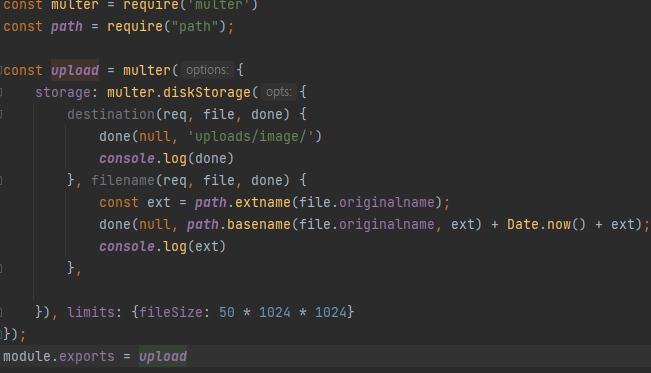 const multer = require('multer')
const path = require("path");
const upload = multer( options: {
storage: multer.diskStorage( opts: {
destination(req, file, done) {
done(null, 'uploads/image/')
console.log(done)
}, filename(req, file, done) {
const ext = path.extname(file.originalname);
done(null, path.basename(file.originalname, ext) + Date.now() + ext);
console.log(ext)
},
}), limits: {fileSize: 50 * 1024 * 1024}
});
module.exports = upload